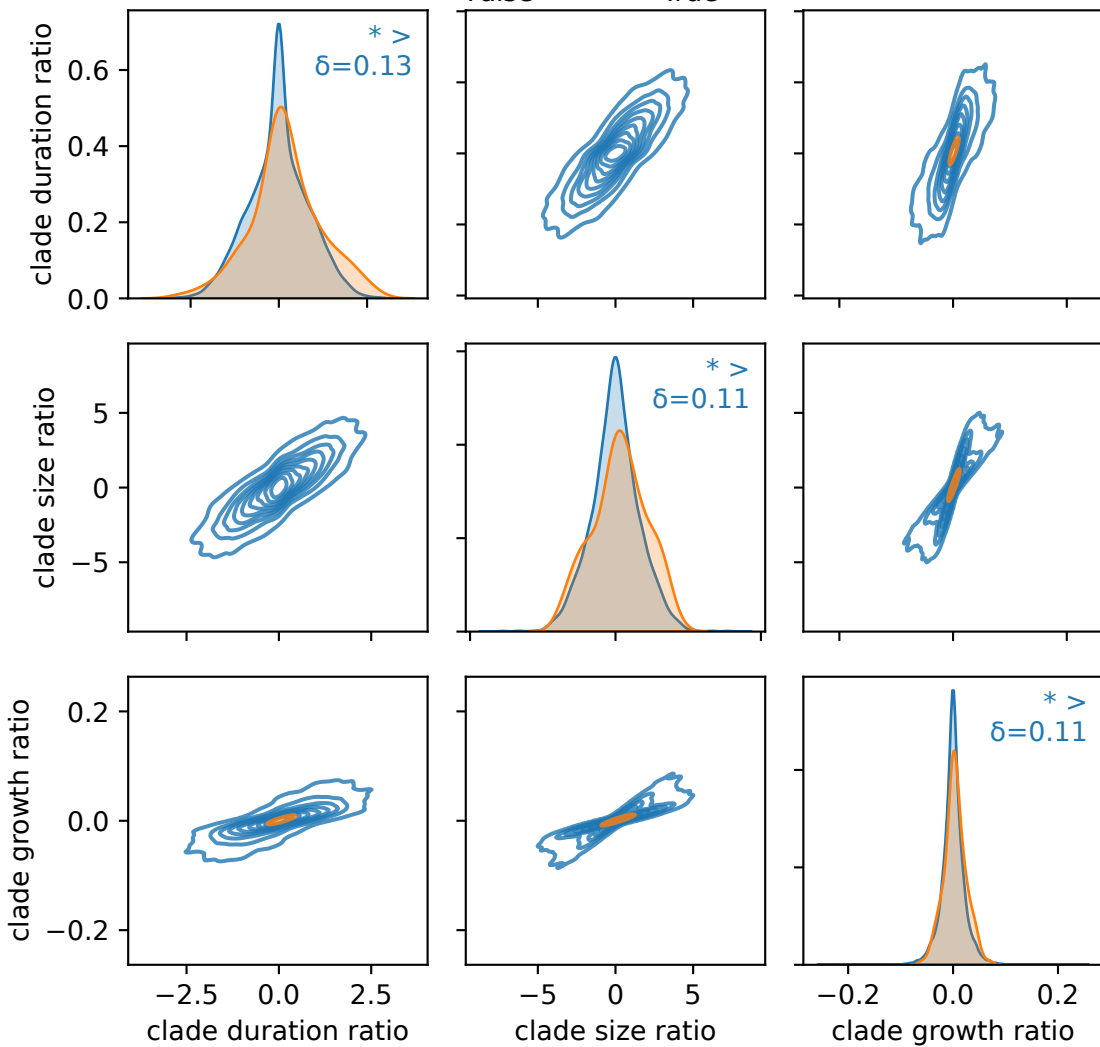 clade duration ratio
0.6
0.4
0.2
0.0
* >
δ=0.13
clade size ratio
5
0
−5
* >
δ=0.11
clade growth ratio
0.2
0.0
−0.2
* >
δ=0.11
−2.5 0.0 2.5
−5 0 5
−0.2 0.0 0.2
clade duration ratio
clade size ratio
clade growth ratio